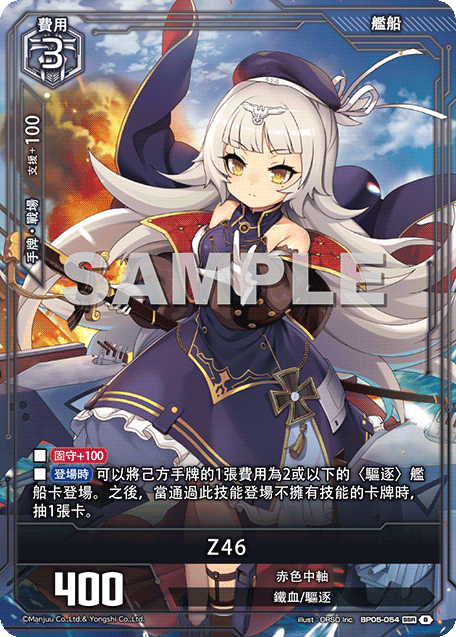 費用
艦船
3
支援+100
手牌・戰場
SAMPLE
■ 固守+100
■ 登場時 可以將己方手牌的1張費用為2或以下的〈驅逐〉艦
船卡登場。之後，當通過此技能登場不擁有技能的卡牌時，
抽1張卡。
Z46
400
赤色中軸
鐵血/驅逐
©Manjuu Co.,Ltd.& Yongshi Co.,Ltd.
illust : ORSO Inc. BP05-054 SSR B